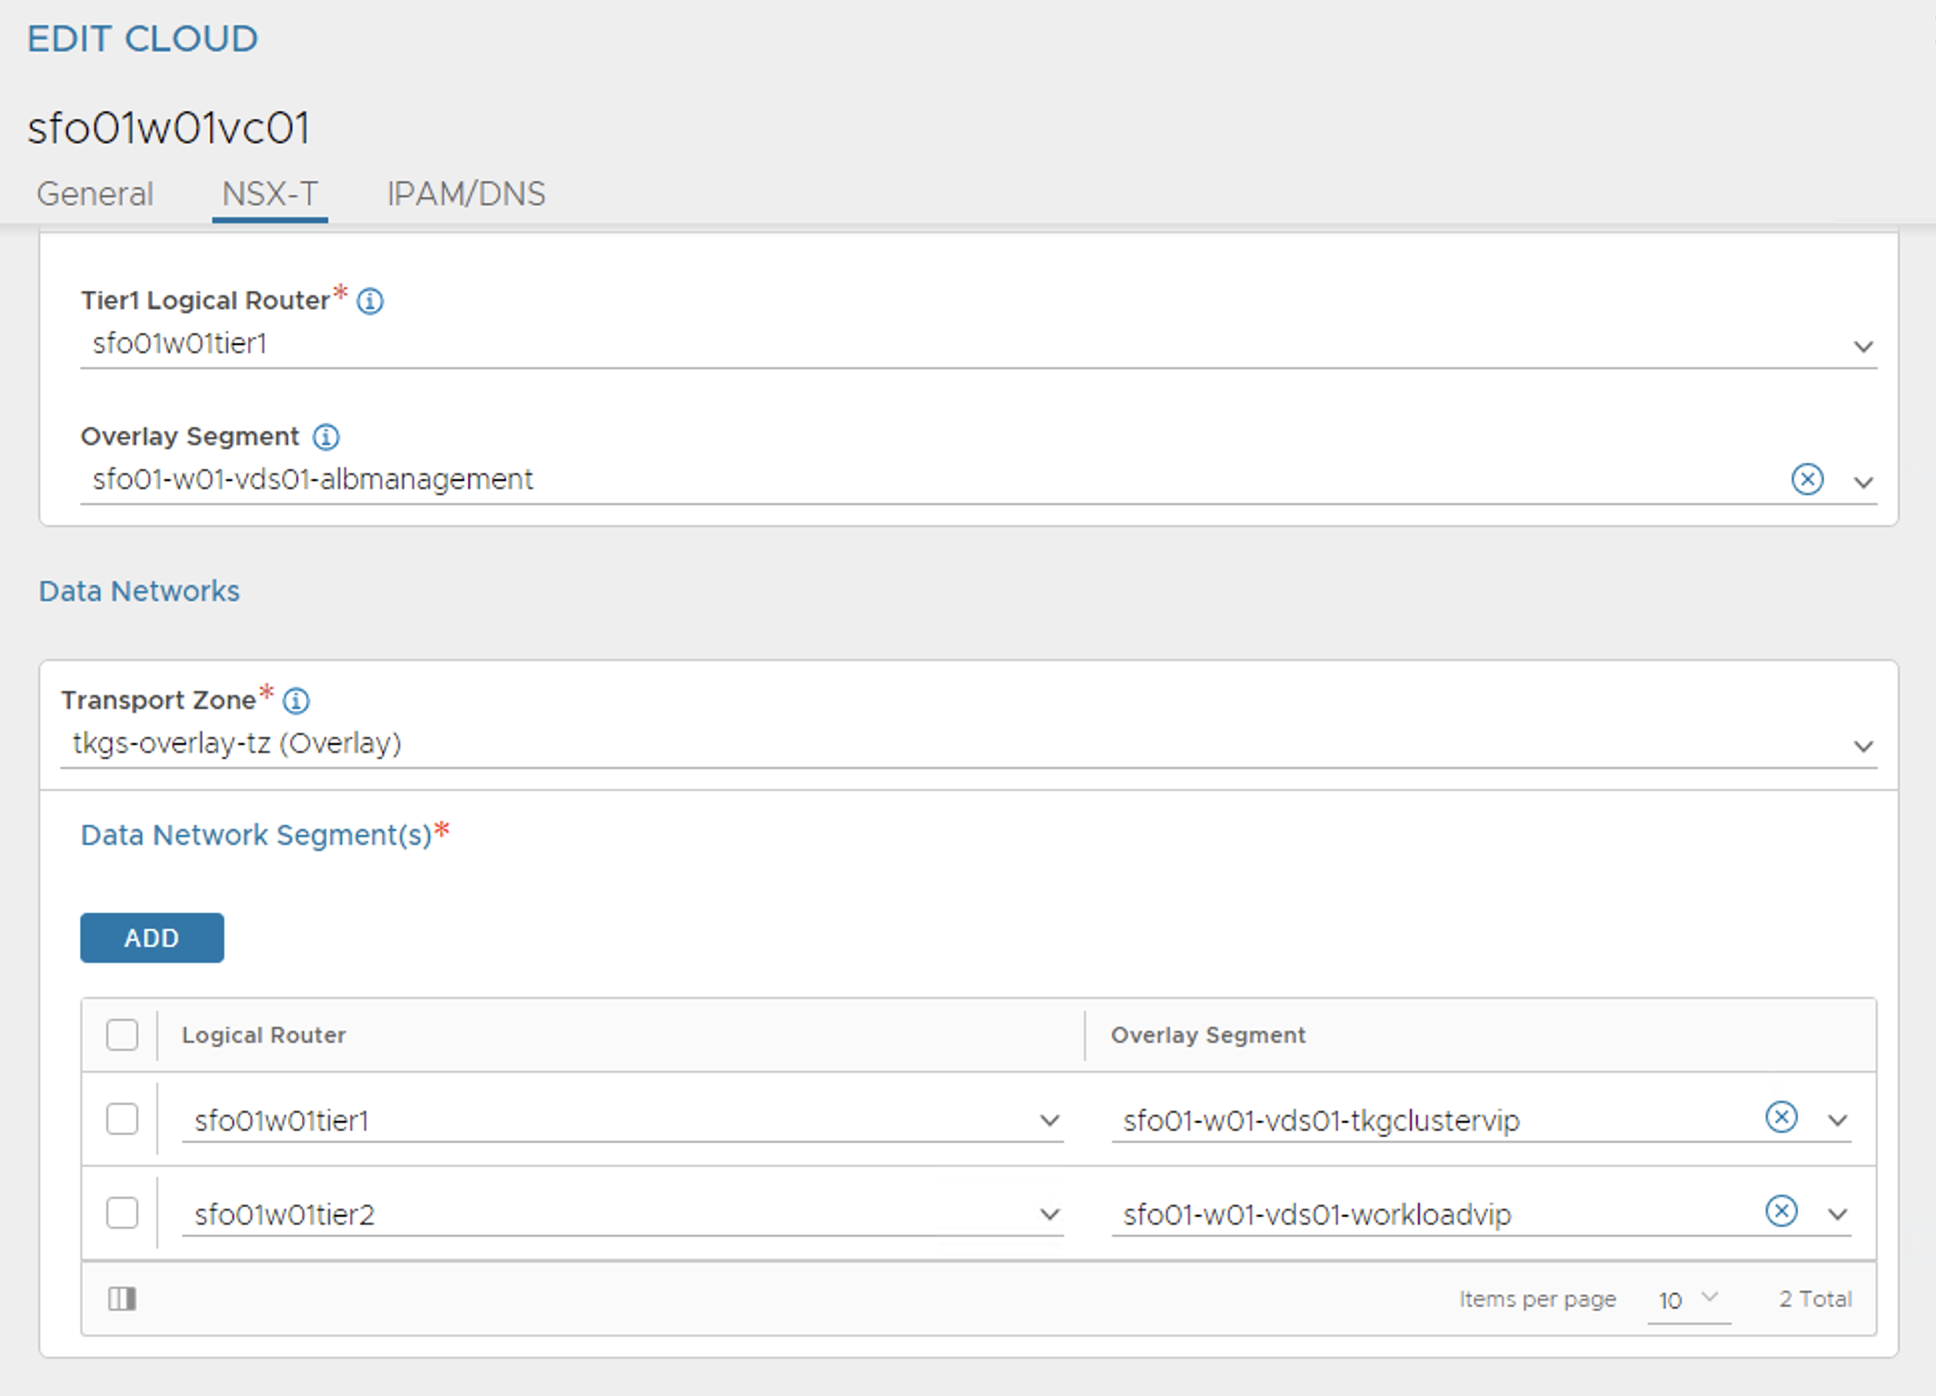 EDIT CLOUD
sfo01w01vc01
General NSX-T IPAM/DNS
Tier1 Logical Router*
sfo01w01tier1
Overlay Segment
sfo01-w01-vds01-albmanagement
Data Networks
Transport Zone*
tkgs-overlay-tz (Overlay)
Data Network Segment(s)*
ADD
Logical Router Overlay Segment
sfo01w01tier1 sfo01-w01-vds01-tkgclustervip
sfo01w01tier2 sfo01-w01-vds01-workloadvip
Items per page 10 2 Total